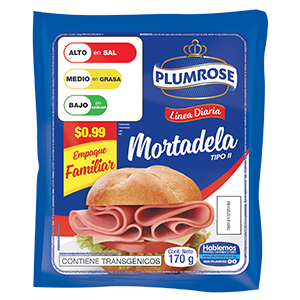 ALTO en SAL
MEDIO en GRASA
BAJO en AZÚCAR
PLUMROSE
Línea Diaria
$0.99
Empaque
Familiar
Mortadela
TIPO II
Cont. Neto
170 g
CONTIENE TRANSGÉNICOS
Hablemos